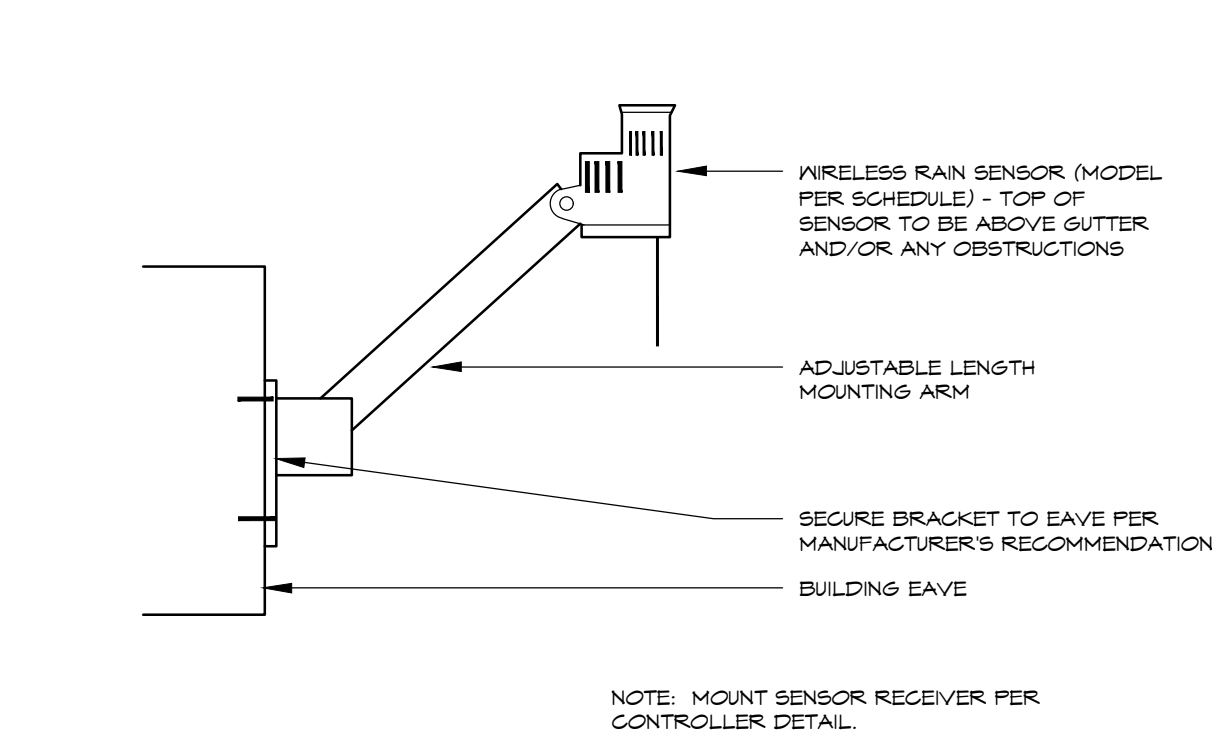 WIRELESS RAIN SENSOR (MODEL
PER SCHEDULE) - TOP OF
SENSOR TO BE ABOVE GUTTER
AND/OR ANY OBSTRUCTIONS
ADJUSTABLE LENGTH
MOUNTING ARM
SECURE BRACKET TO EAVE PER
MANUFACTURER'S RECOMMENDATION
BUILDING EAVE
NOTE: MOUNT SENSOR RECEIVER PER
CONTROLLER DETAIL.